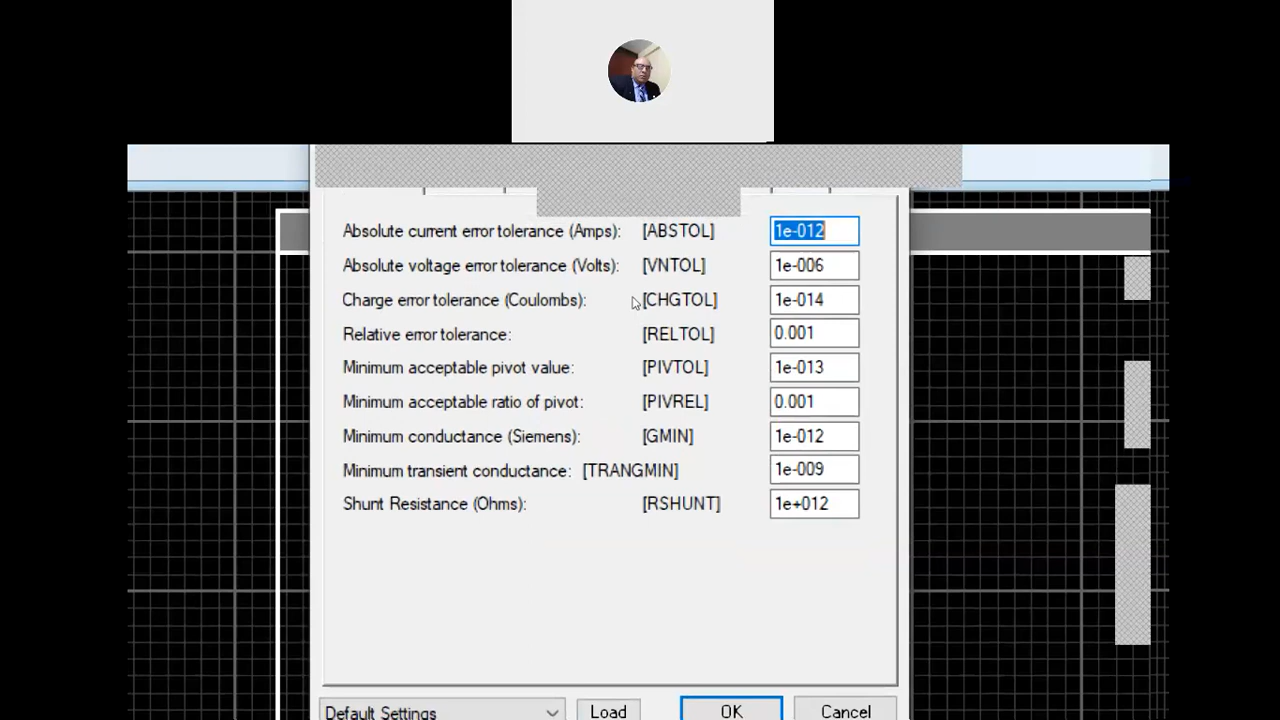 Absolute current error tolerance (Amps): [ABSTOL] 1e-012
Absolute voltage error tolerance (Volts): [VNTOL] 1e-006
Charge error tolerance (Coulombs): [CHGTOL] 1e-014
Relative error tolerance: [RELTOL] 0.001
Minimum acceptable pivot value: [PIVTOL] 1e-013
Minimum acceptable ratio of pivot: [PIVREL] 0.001
Minimum conductance (Siemens): [GMIN] 1e-012
Minimum transient conductance: [TRANGMIN] 1e-009
Shunt Resistance (Ohms): [RSHUNT] 1e+012
Default Settings Load OK Cancel